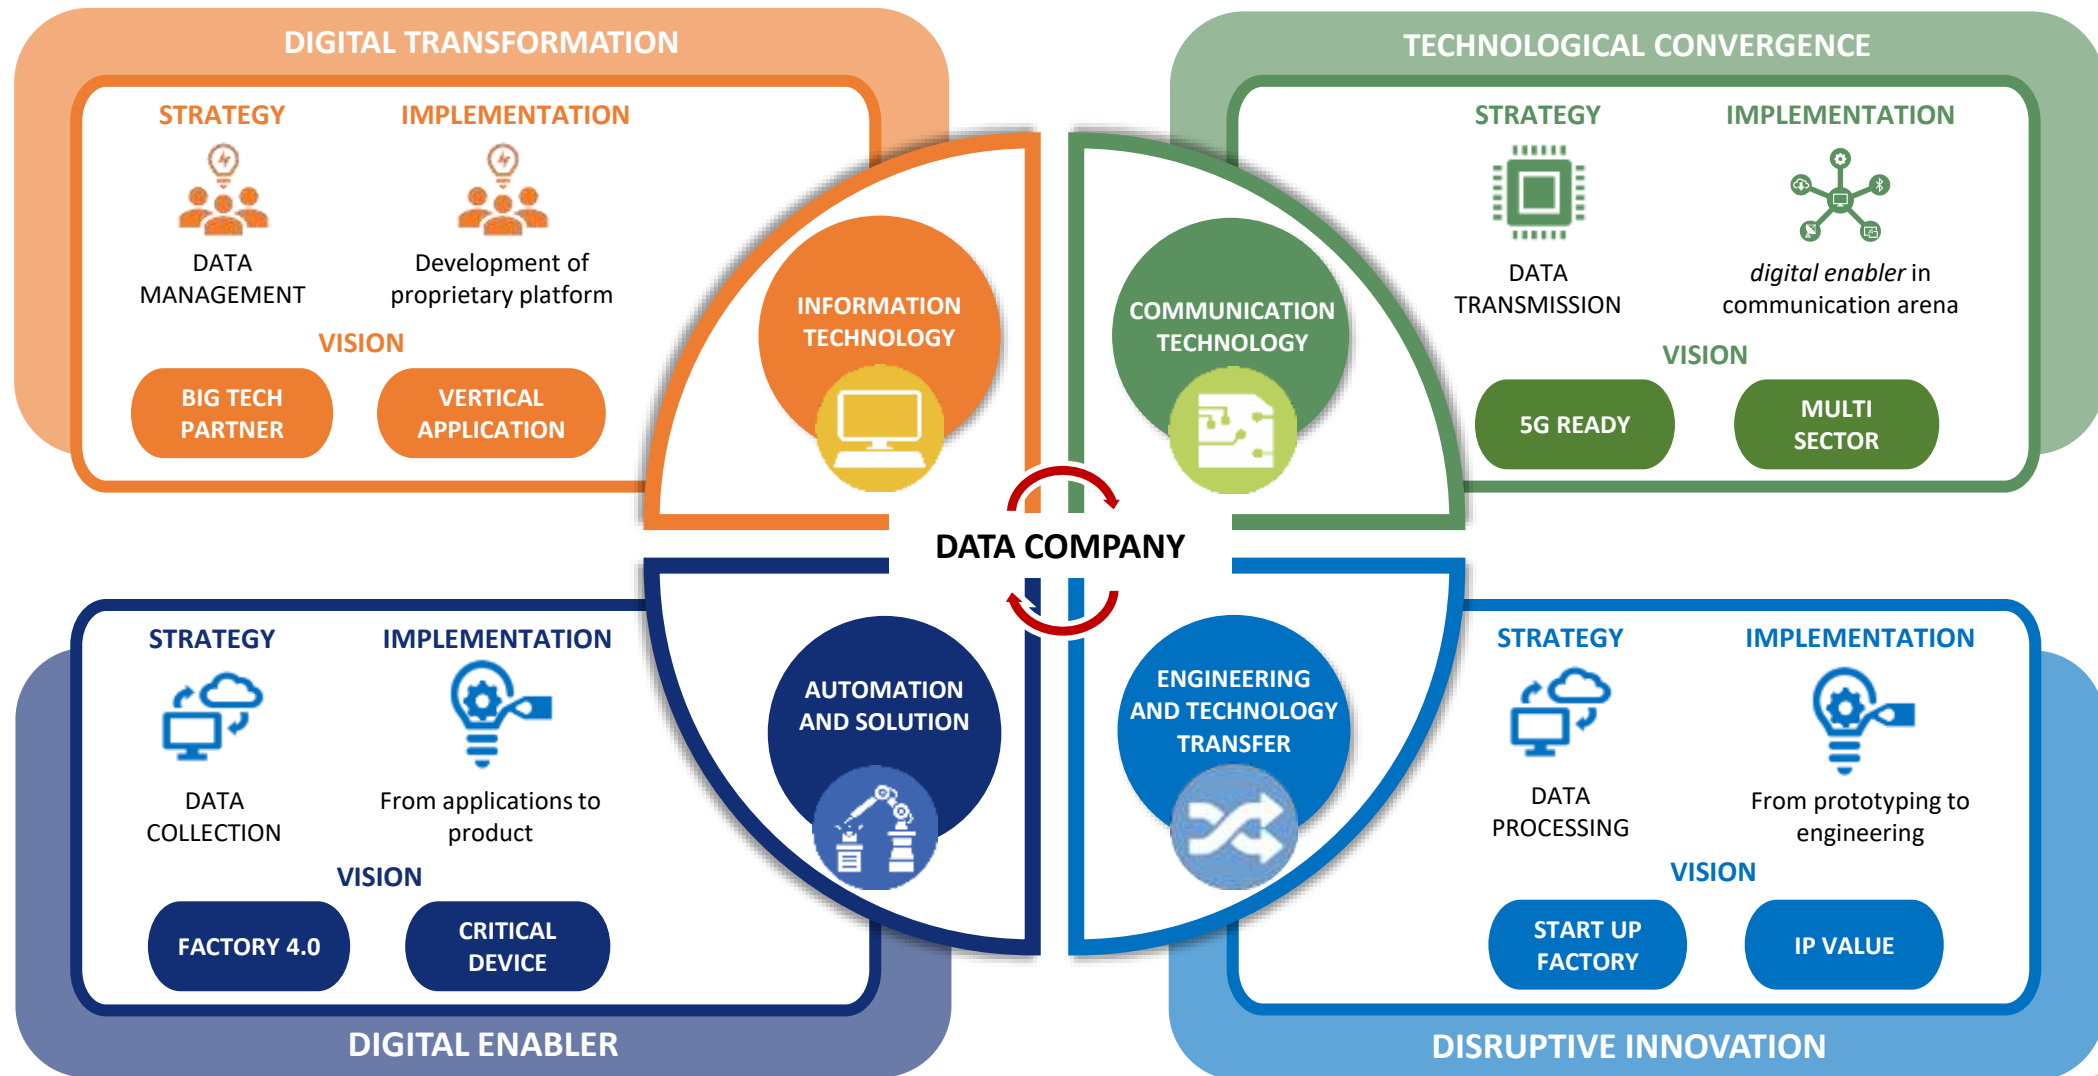 DIGITAL TRANSFORMATION
STRATEGY
IMPLEMENTATION
DATA
MANAGEMENT
Development of
proprietary platform
VISION
BIG TECH
PARTNER
VERTICAL
APPLICATION
INFORMATION
TECHNOLOGY
TECHNOLOGICAL CONVERGENCE
STRATEGY
IMPLEMENTATION
DATA
TRANSMISSION
digital enabler in
communication arena
VISION
5G READY
MULTI
SECTOR
COMMUNICATION
TECHNOLOGY
DATA COMPANY
STRATEGY
IMPLEMENTATION
DATA
COLLECTION
From applications to
product
VISION
FACTORY 4.0
CRITICAL
DEVICE
DIGITAL ENABLER
AUTOMATION
AND SOLUTION
ENGINEERING
AND TECHNOLOGY
TRANSFER
STRATEGY
IMPLEMENTATION
DATA
PROCESSING
From prototyping to
engineering
VISION
START UP
FACTORY
IP VALUE
DISRUPTIVE INNOVATION